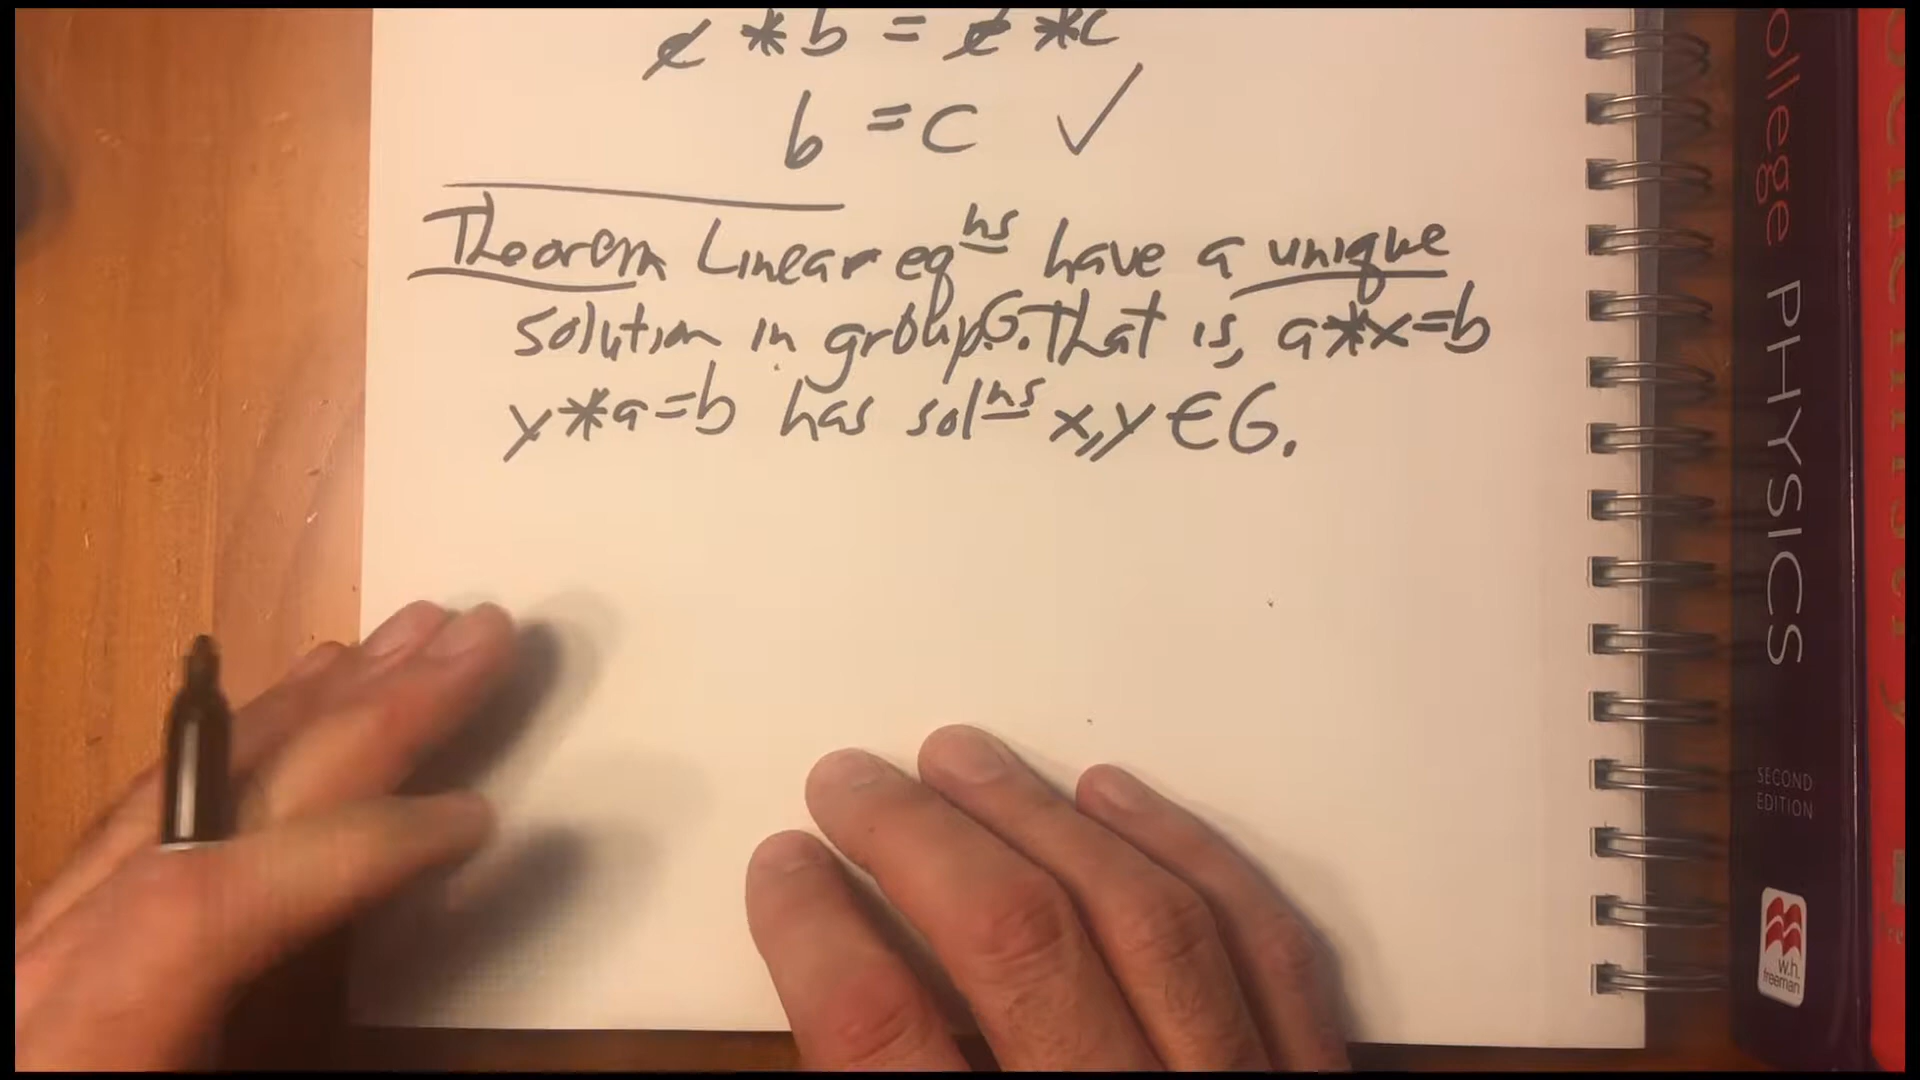 e * b = e * c
b = c ✓
Theorem Linear eqns have a unique
solution in group G. That is, a*x=b
y*a=b has solns x,y ∈ G.
ollege PHYSICS
SECOND
EDITION
w.h.
freeman